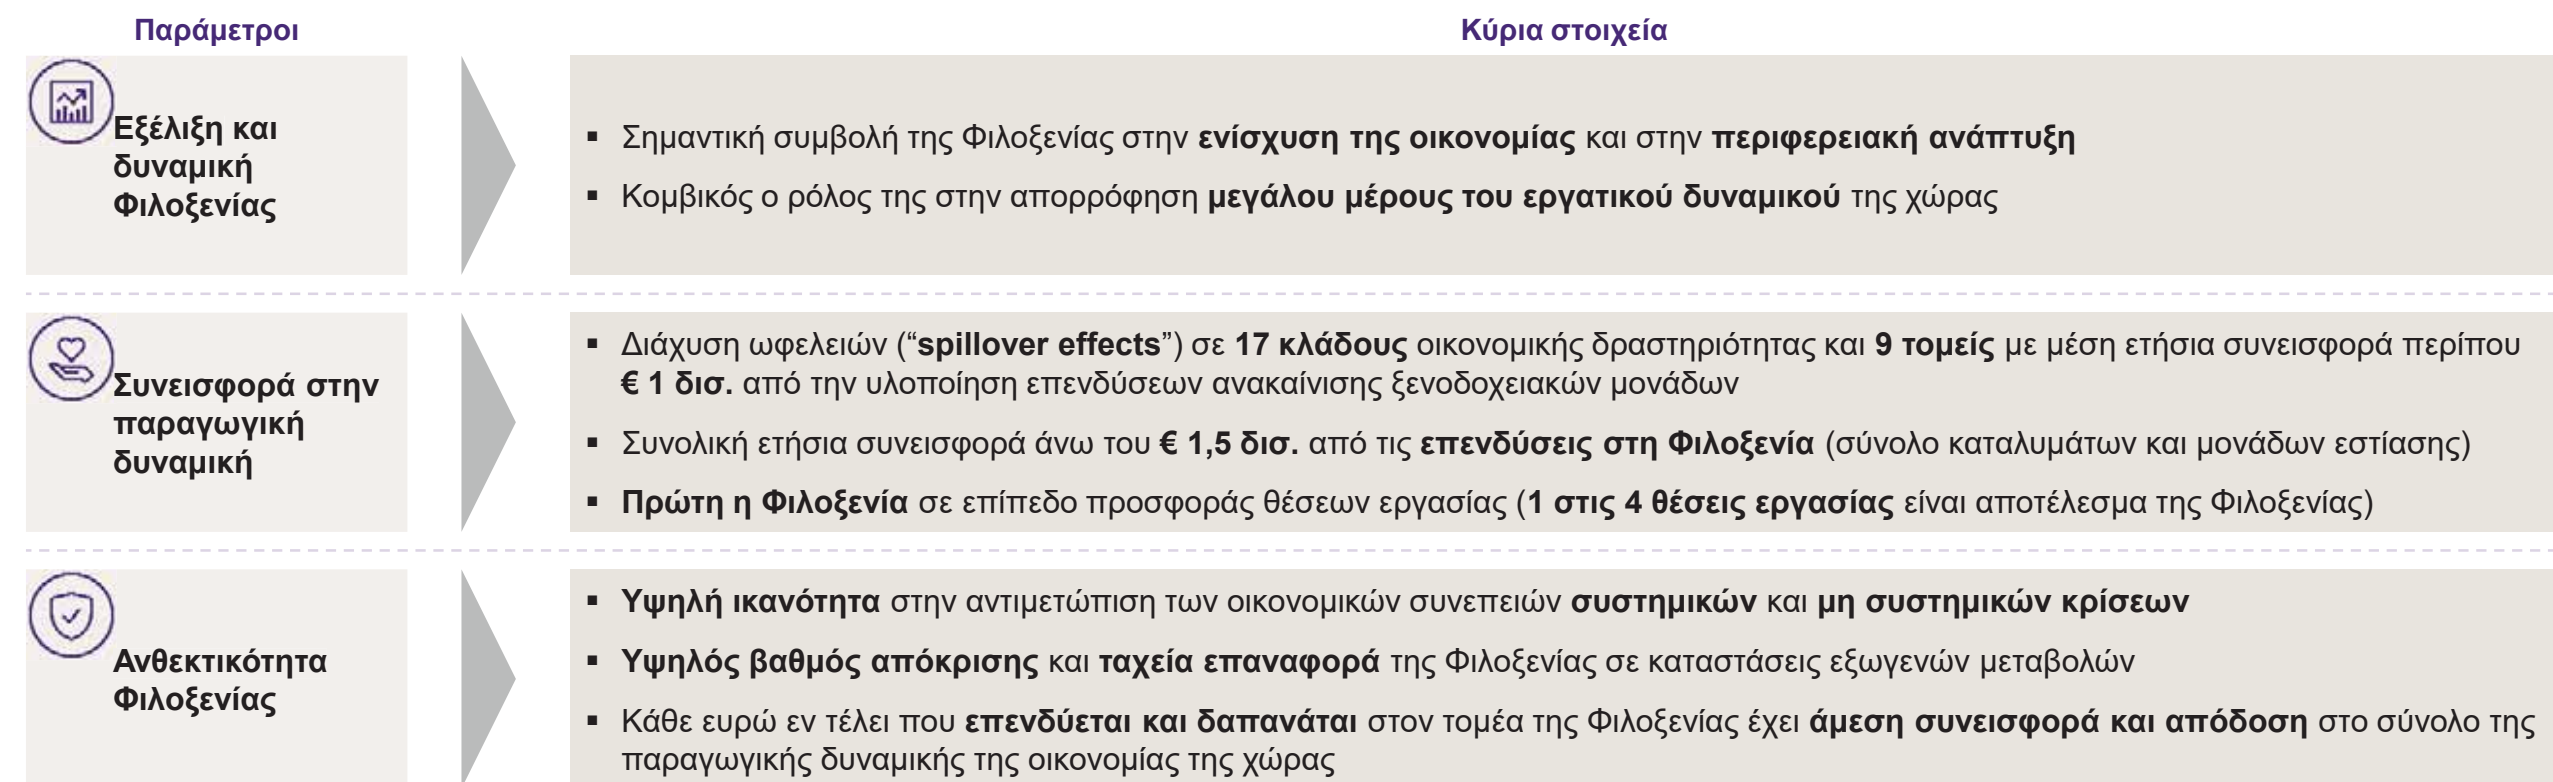 Παράμετροι
Κύρια στοιχεία
Εξέλιξη και
δυναμική
Φιλοξενίας
▪ Σημαντική συμβολή της Φιλοξενίας στην ενίσχυση της οικονομίας και στην περιφερειακή ανάπτυξη
▪ Κομβικός ο ρόλος της στην απορρόφηση μεγάλου μέρους του εργατικού δυναμικού της χώρας
Συνεισφορά στην
παραγωγική
δυναμική
▪ Διάχυση ωφελειών (“spillover effects”) σε 17 κλάδους οικονομικής δραστηριότητας και 9 τομείς με μέση ετήσια συνεισφορά περίπου
€ 1 δισ. από την υλοποίηση επενδύσεων ανακαίνισης ξενοδοχειακών μονάδων
▪ Συνολική ετήσια συνεισφορά άνω του € 1,5 δισ. από τις επενδύσεις στη Φιλοξενία (σύνολο καταλυμάτων και μονάδων εστίασης)
▪ Πρώτη η Φιλοξενία σε επίπεδο προσφοράς θέσεων εργασίας (1 στις 4 θέσεις εργασίας είναι αποτέλεσμα της Φιλοξενίας)
Ανθεκτικότητα
Φιλοξενίας
▪ Υψηλή ικανότητα στην αντιμετώπιση των οικονομικών συνεπειών συστημικών και μη συστημικών κρίσεων
▪ Υψηλός βαθμός απόκρισης και ταχεία επαναφορά της Φιλοξενίας σε καταστάσεις εξωγενών μεταβολών
▪ Κάθε ευρώ εν τέλει που επενδύεται και δαπανάται στον τομέα της Φιλοξενίας έχει άμεση συνεισφορά και απόδοση στο σύνολο της
παραγωγικής δυναμικής της οικονομίας της χώρας